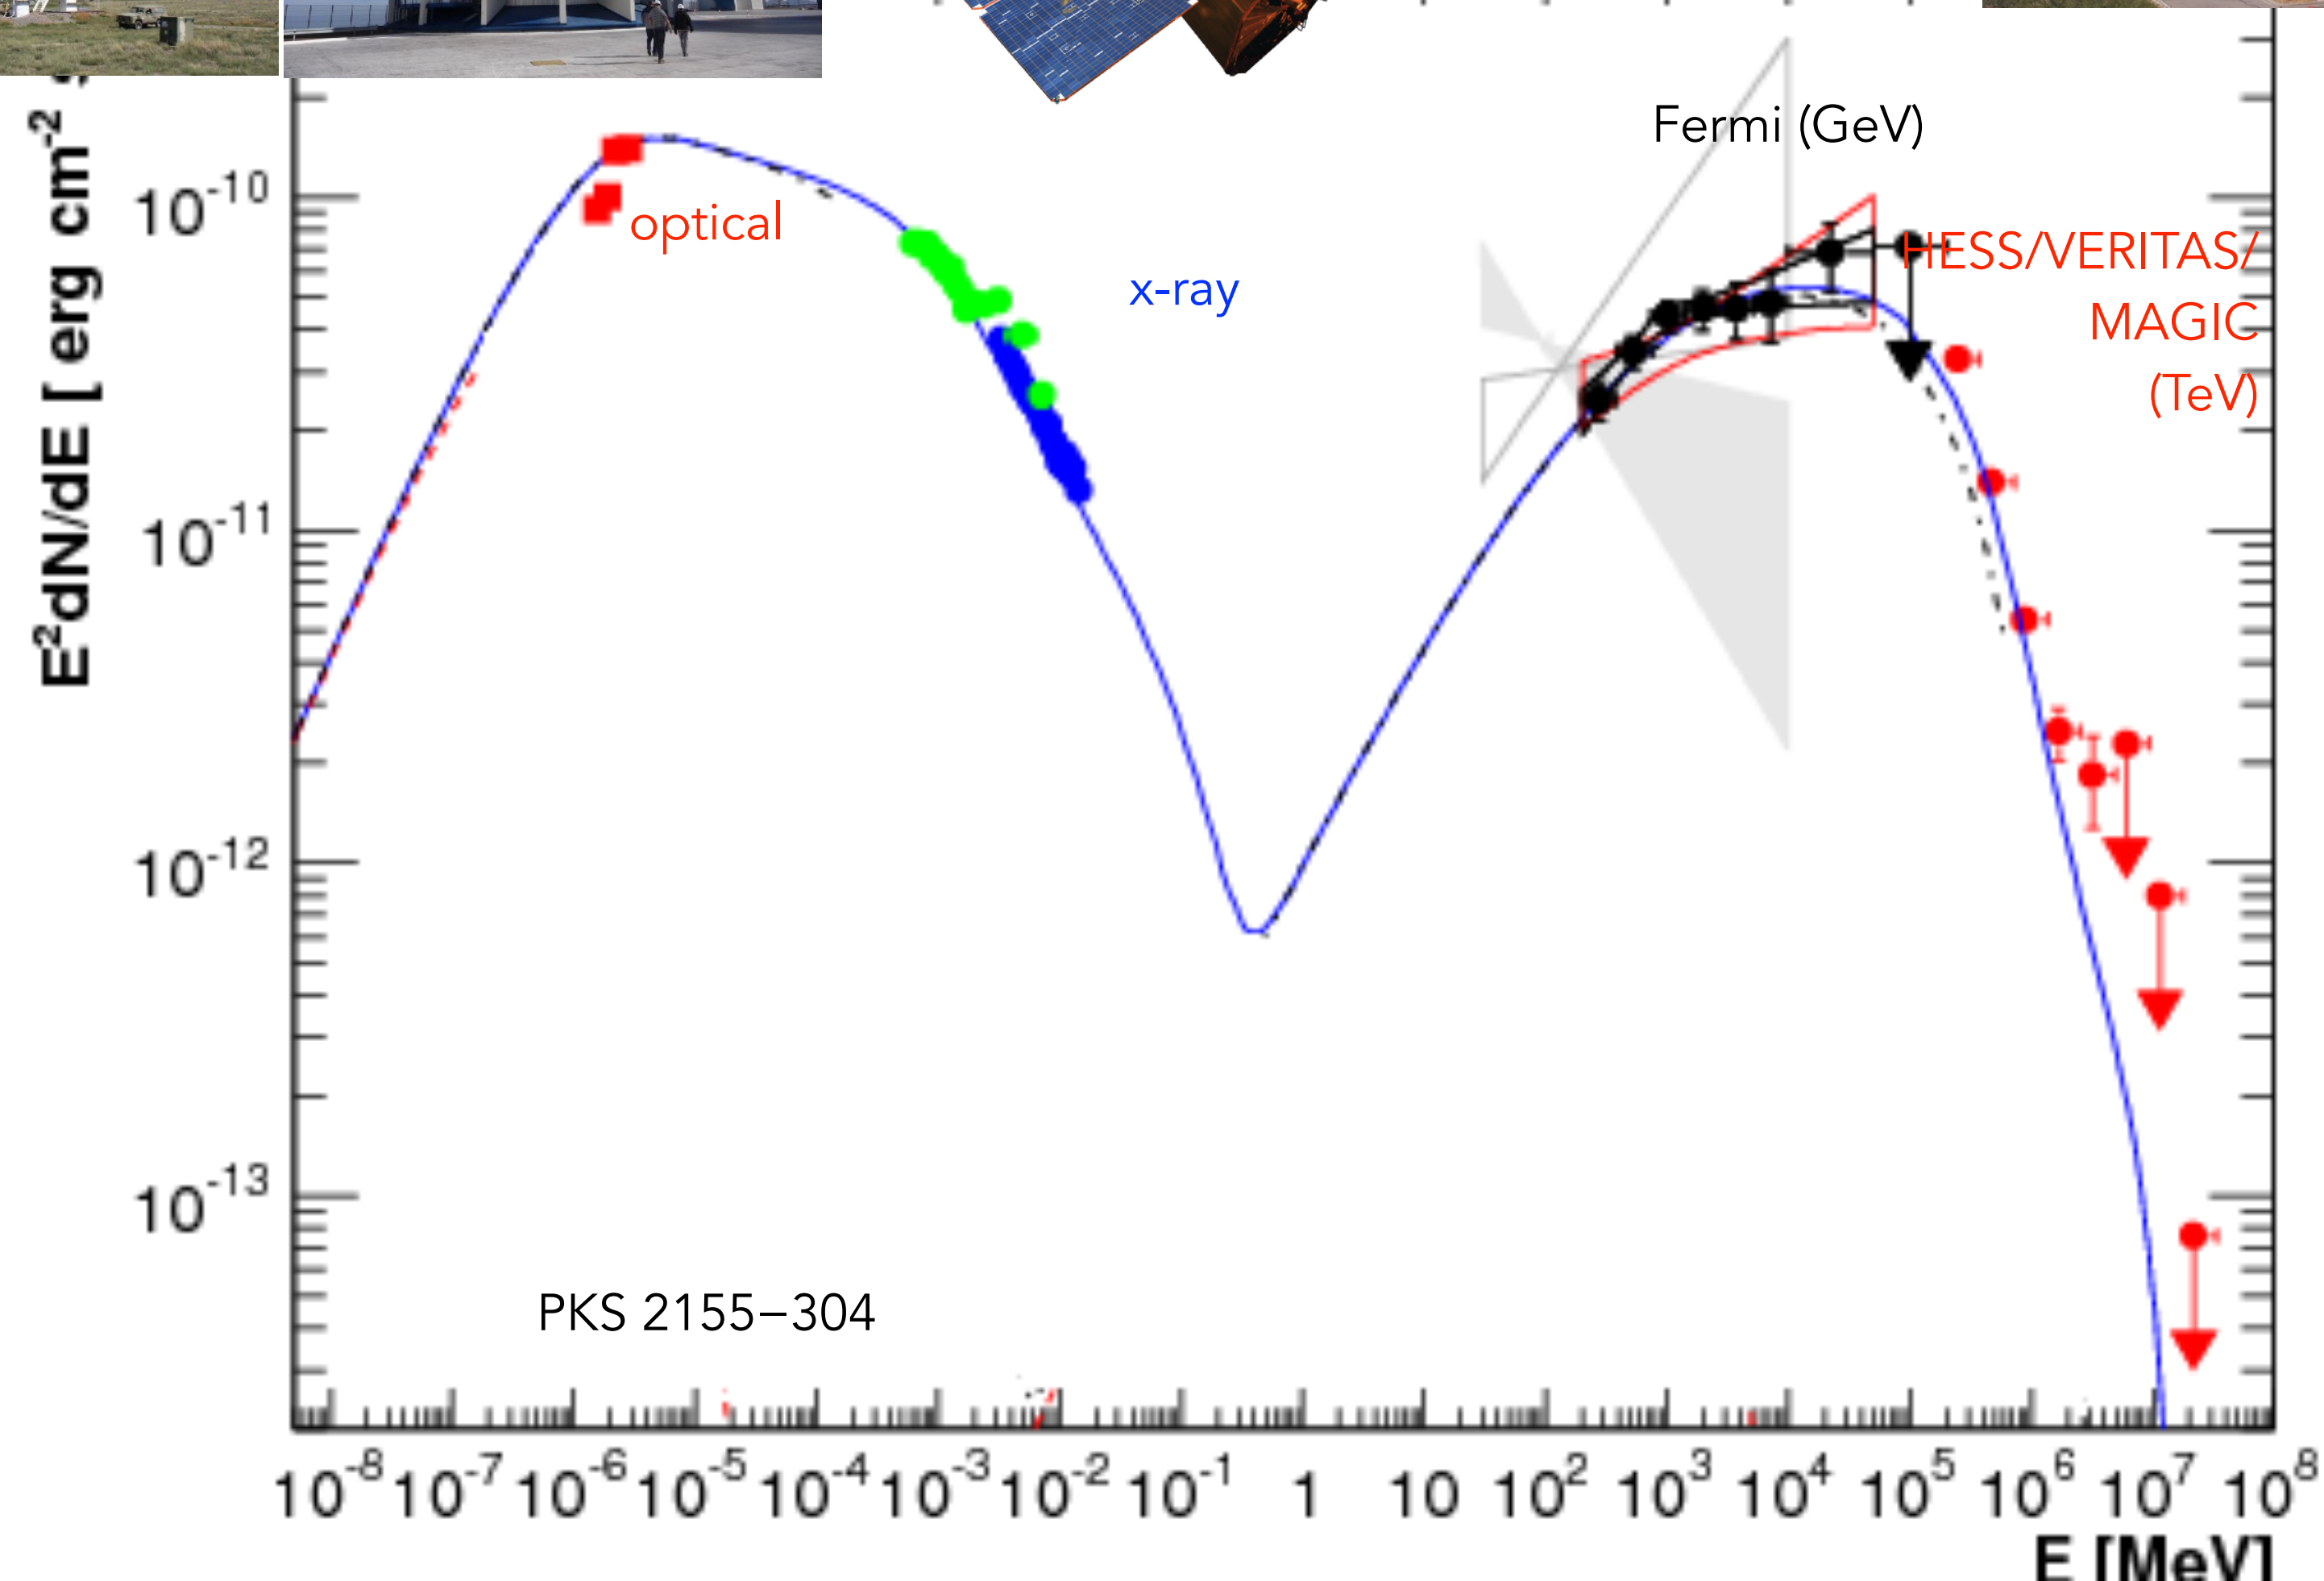 Fermi (GeV)
E²dN/dE [ erg cm⁻²
10⁻¹⁰
optical
HESS/VERITAS/
x-ray
MAGIC
(TeV)
10⁻¹¹
10⁻¹²
10⁻¹³
PKS 2155–304
10⁻⁸ 10⁻⁷ 10⁻⁶ 10⁻⁵ 10⁻⁴ 10⁻³ 10⁻² 10⁻¹ 1 10 10² 10³ 10⁴ 10⁵ 10⁶ 10⁷ 10⁸
E [MeV]